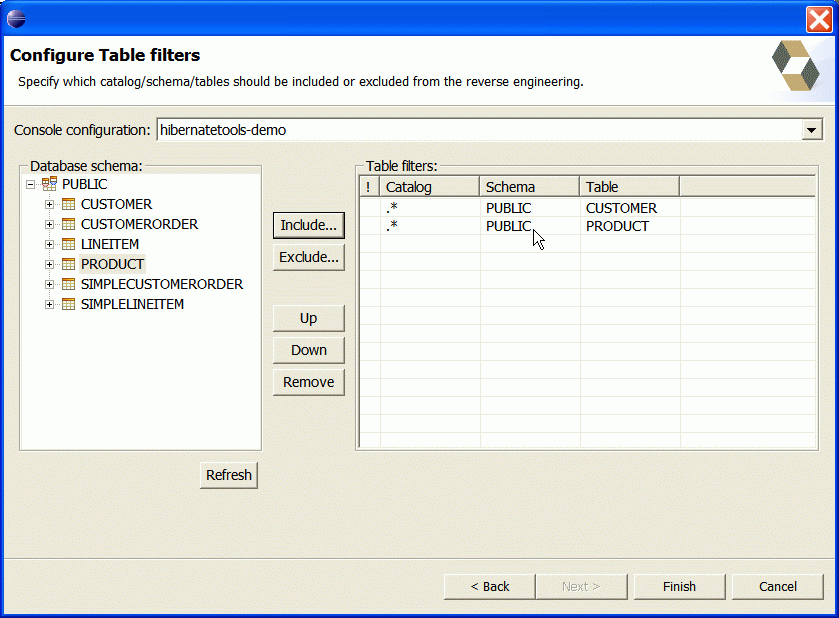 Configure Table filters
Specify which catalog/schema/tables should be included or excluded from the reverse engineering.
Console configuration: hibernatetools-demo
Database schema:
PUBLIC
CUSTOMER
CUSTOMERORDER
LINEITEM
PRODUCT
SIMPLECUSTOMERORDER
SIMPLELINEITEM
Refresh
Include...
Exclude...
Up
Down
Remove
Table filters:
! Catalog Schema Table
.* PUBLIC CUSTOMER
.* PUBLIC PRODUCT
< Back Next > Finish Cancel